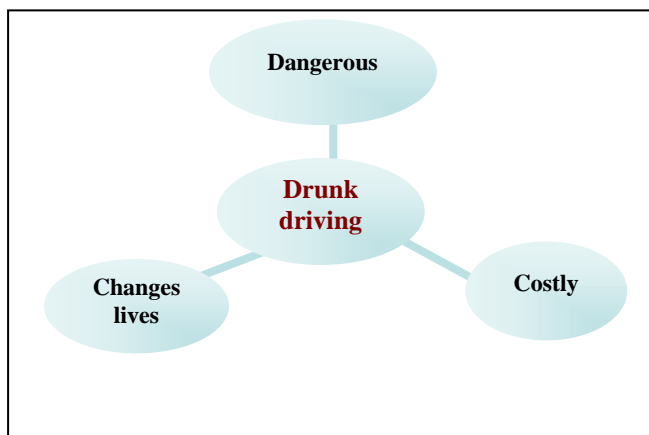 Dangerous
Drunk
driving
Changes
lives
Costly